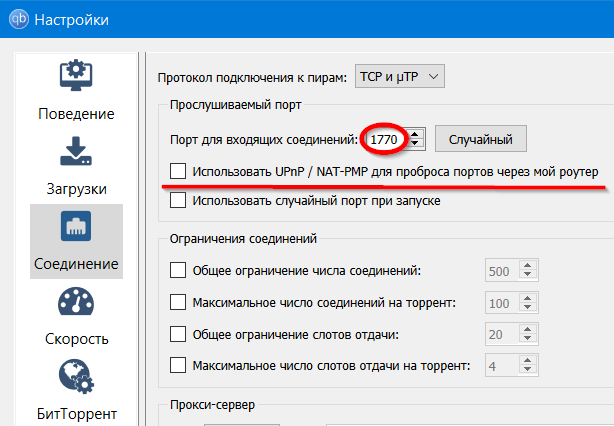 qb Настройки
Поведение
Загрузки
Соединение
Скорость
БитТоррент
Протокол подключения к пирам: TCP и μTP
Прослушиваемый порт
Порт для входящих соединений: 1770 Случайный
Использовать UPnP / NAT-PMP для проброса портов через мой роутер
Использовать случайный порт при запуске
Ограничения соединений
Общее ограничение числа соединений: 500
Максимальное число соединений на торрент: 100
Общее ограничение слотов отдачи: 20
Максимальное число слотов отдачи на торрент: 4
Прокси-сервер